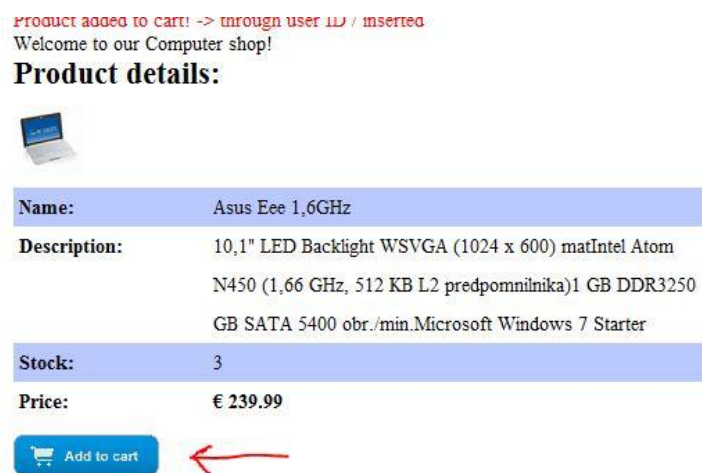 Product added to cart! -> through user ID / inserted
Welcome to our Computer shop!
Product details:
Name: Asus Eee 1,6GHz
Description: 10,1" LED Backlight WSVGA (1024 x 600) matIntel Atom
N450 (1,66 GHz, 512 KB L2 predpomnilnika)1 GB DDR3250
GB SATA 5400 obr./min.Microsoft Windows 7 Starter
Stock: 3
Price: € 239.99
Add to cart